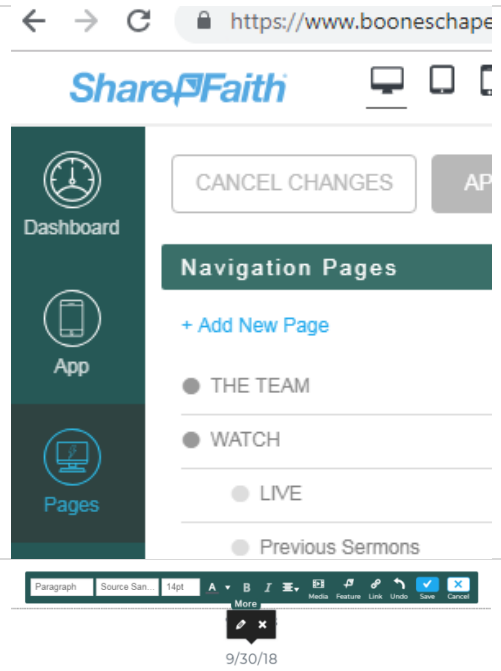 https://www.booneschape
ShareFaith
Dashboard
CANCEL CHANGES
AP
Navigation Pages
+ Add New Page
App
THE TEAM
WATCH
Pages
LIVE
Previous Sermons
Paragraph Source San... 14pt A B I Media Feature Link Undo Save Cancel
More
9/30/18